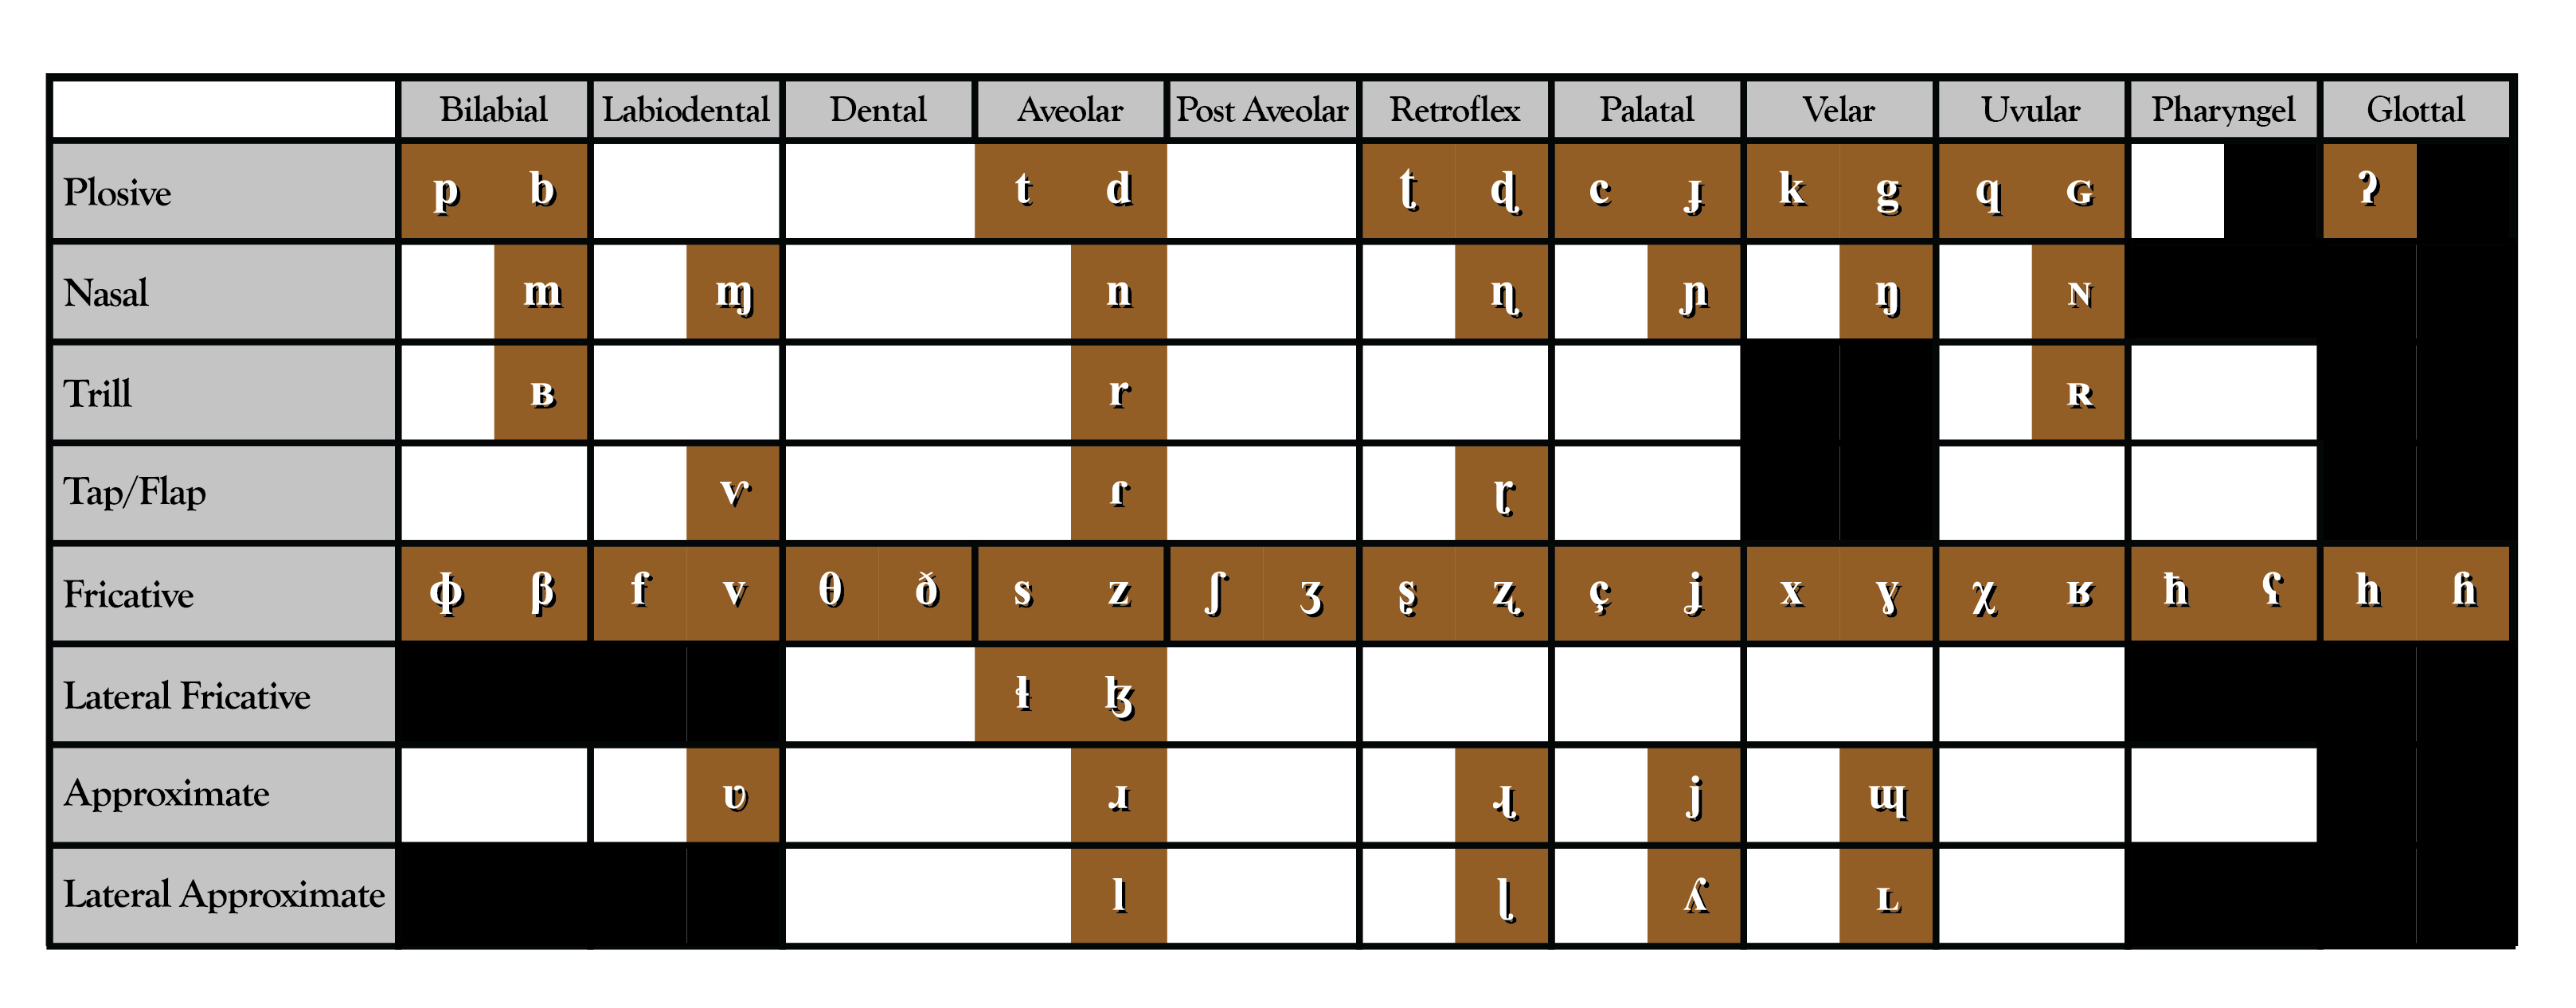 Bilabial Labiodental Dental Aveolar Post Aveolar Retroflex Palatal Velar Uvular Pharyngel Glottal
Plosive p b t d ʈ ɖ c ɟ k g q ɢ ʔ
Nasal m ɱ n ɳ ɲ ŋ ɴ
Trill ʙ r ʀ
Tap/Flap ⱱ ɾ ɽ
Fricative ɸ β f v θ ð s z ʃ ʒ ʂ ʐ ç ʝ x ɣ χ ʁ ħ ʕ h ɦ
Lateral Fricative ɬ ɮ
Approximate ʋ ɹ ɻ j ɰ
Lateral Approximate l ɭ ʎ ʟ